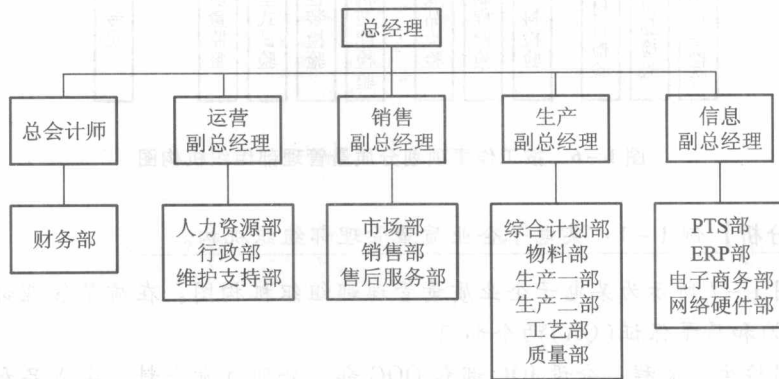 总经理
总会计师
运营
副总经理
销售
副总经理
生产
副总经理
信息
副总经理
财务部
人力资源部
行政部
维护支持部
市场部
销售部
售后服务部
综合计划部
物料部
生产一部
生产二部
工艺部
质量部
PTS部
ERP部
电子商务部
网络硬件部